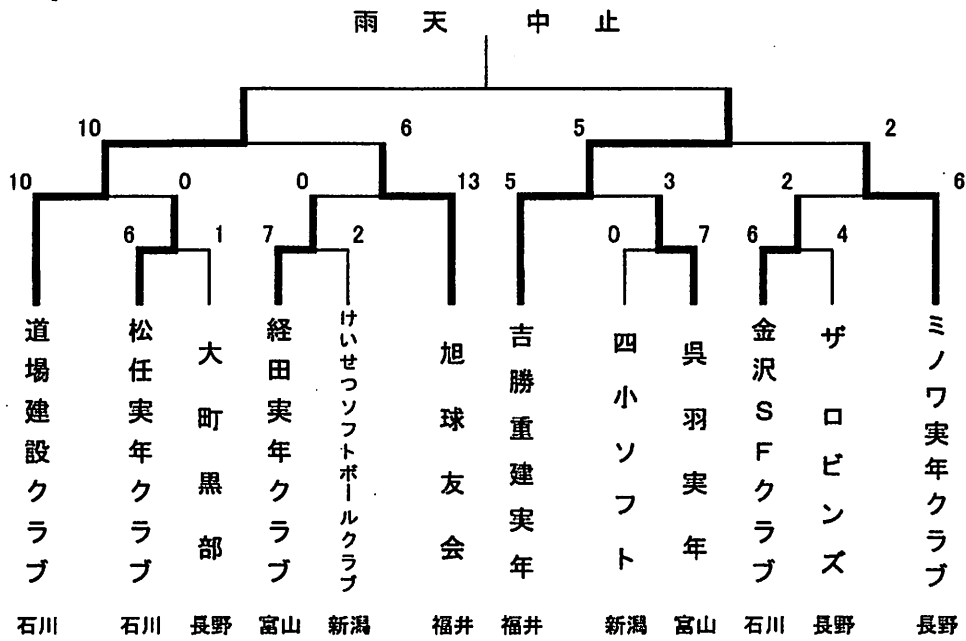 雨天中止
10 6 5 2
10 0 0 13 5 3 2 6
6 1 7 2 0 7 6 4
道場建設クラブ
松任実年クラブ
大町黒部
経田実年クラブ
けいせつソフトボールクラブ
旭球友会
吉勝重建実年
四小ソフト
呉羽実年
金沢SFクラブ
ザロビンズ
ミノワ実年クラブ
石川 石川 長野 富山 新潟 福井 福井 新潟 富山 石川 長野 長野